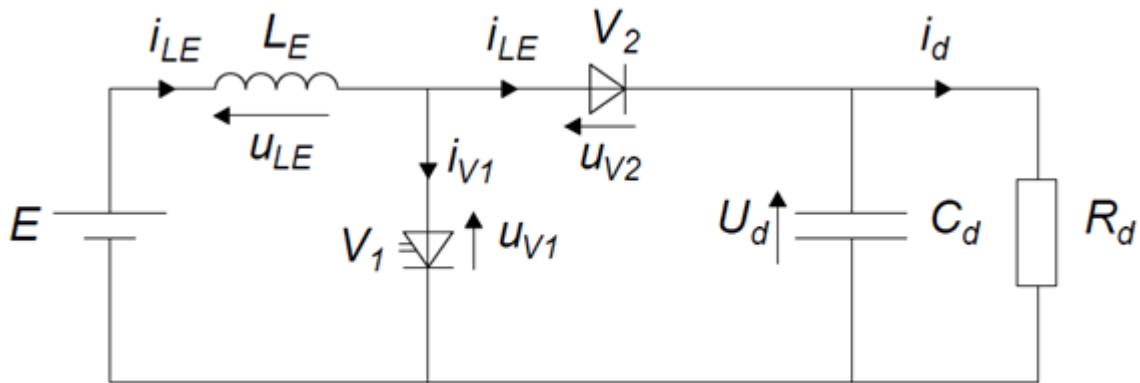 i_LE L_E i_LE V_2 i_d
u_LE i_V1 u_V2
E V_1 u_V1 U_d C_d R_d